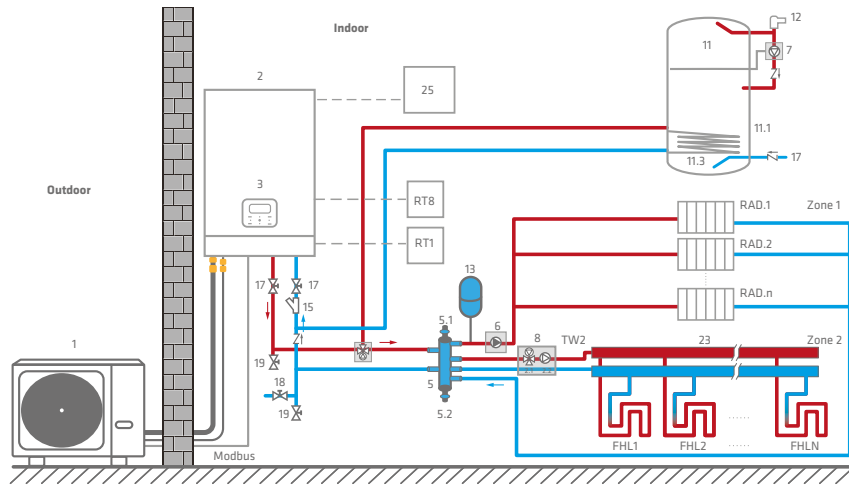 Indoor
12
11
7
2
25
11.1
11.3
17
Outdoor
3
RT8
RAD.1
Zone 1
RT1
RAD.2
13
17
17
15
RAD.n
5.1
6
8
TW2
23
Zone 2
1
19
5
18
19
5.2
FHL1
FHL2
FHLN
Modbus